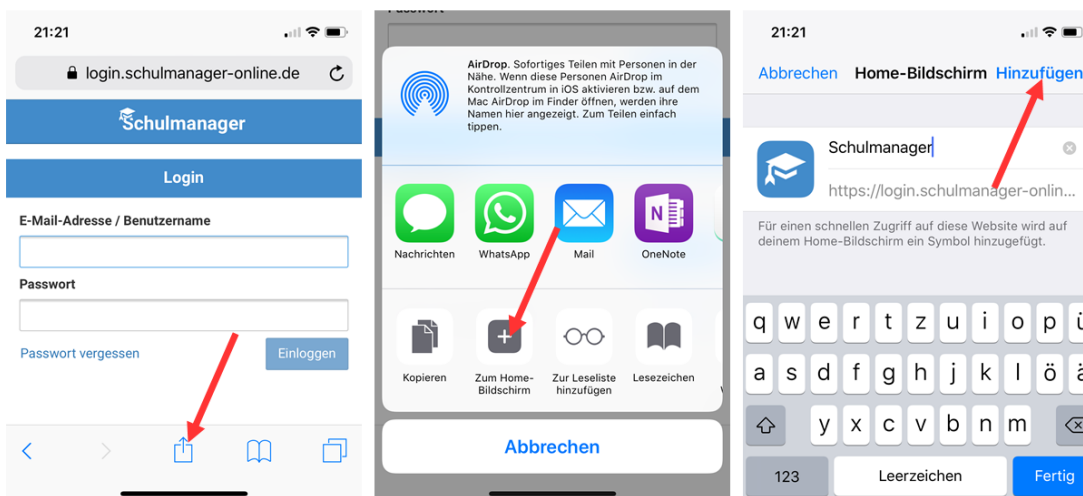 21:21
login.schulmanager-online.de
Schulmanager
Login
E-Mail-Adresse / Benutzername
Passwort
Passwort vergessen
Einloggen
Passwort
AirDrop. Sofortiges Teilen mit Personen in der
Nähe. Wenn diese Personen AirDrop im
Kontrollzentrum in iOS aktivieren bzw. auf dem
Mac AirDrop im Finder öffnen, werden ihre
Namen hier angezeigt. Zum Teilen einfach
tippen.
Nachrichten
WhatsApp
Mail
N
OneNote
Kopieren
Zum Home-
Bildschirm
Zur Leseliste
hinzufügen
Lesezeichen
Abbrechen
21:21
Abbrechen Home-Bildschirm Hinzufügen
Schulmanager
https://login.schulmanager-onlin...
Für einen schnellen Zugriff auf diese Website wird auf
deinem Home-Bildschirm ein Symbol hinzugefügt.
q w e r t z u i o p ü
a s d f g h j k l ö ä
y x c v b n m
123 Leerzeichen Fertig